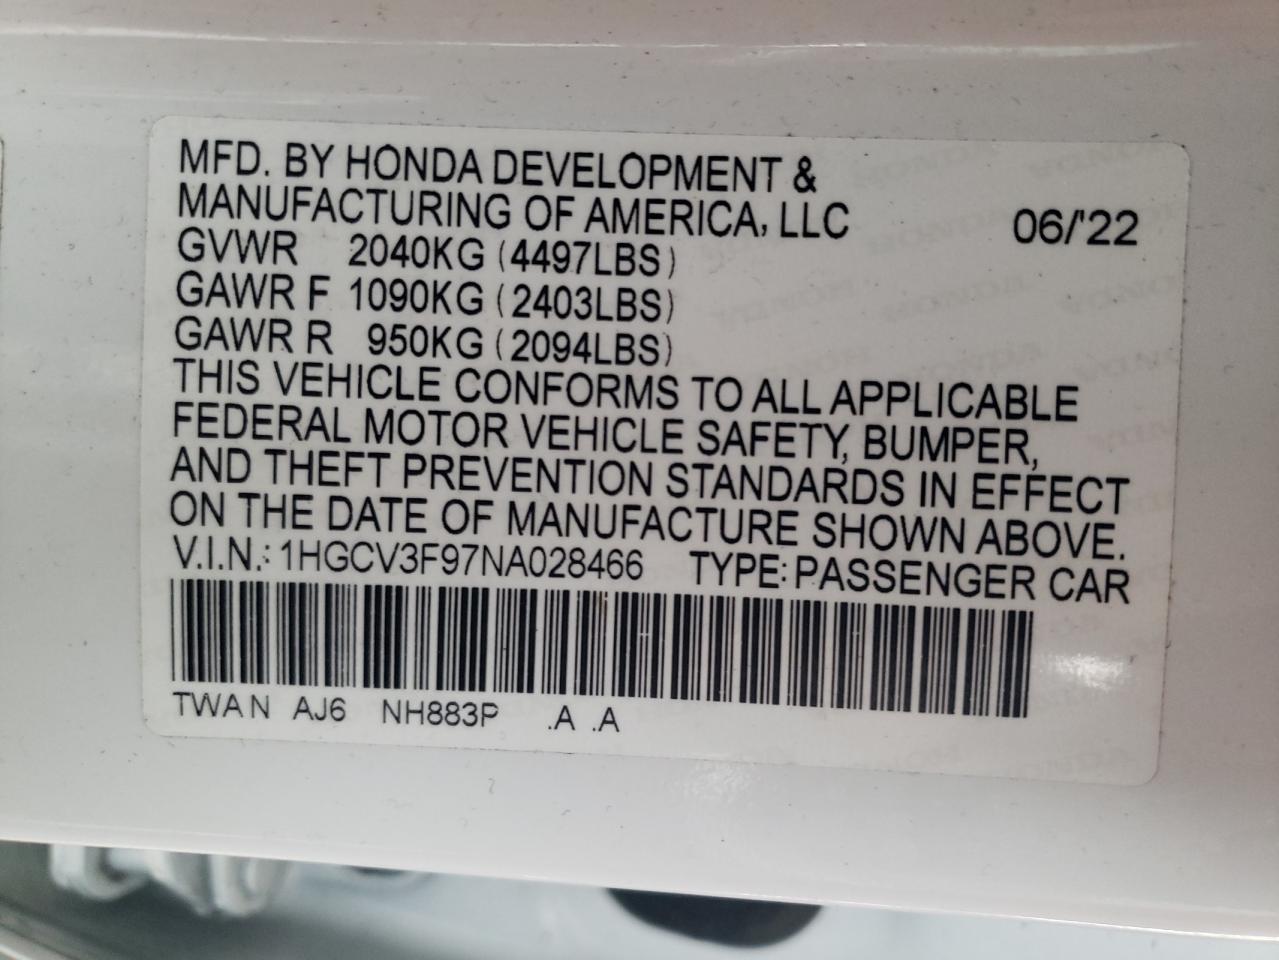 MFD. BY HONDA DEVELOPMENT &
MANUFACTURING OF AMERICA, LLC 06/'22
GVWR 2040KG (4497LBS)
GAWR F 1090KG (2403LBS)
GAWR R 950KG (2094LBS)
THIS VEHICLE CONFORMS TO ALL APPLICABLE
FEDERAL MOTOR VEHICLE SAFETY, BUMPER,
AND THEFT PREVENTION STANDARDS IN EFFECT
ON THE DATE OF MANUFACTURE SHOWN ABOVE.
V.I.N.: 1HGCV3F97NA028466 TYPE: PASSENGER CAR
TWAN AJ6 NH883P .A .A